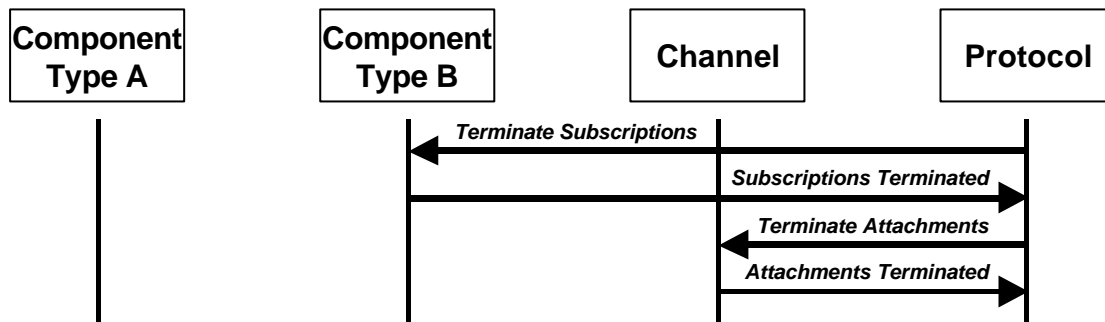 Component
Type A
Component
Type B
Channel
Protocol
Terminate Subscriptions
Subscriptions Terminated
Terminate Attachments
Attachments Terminated